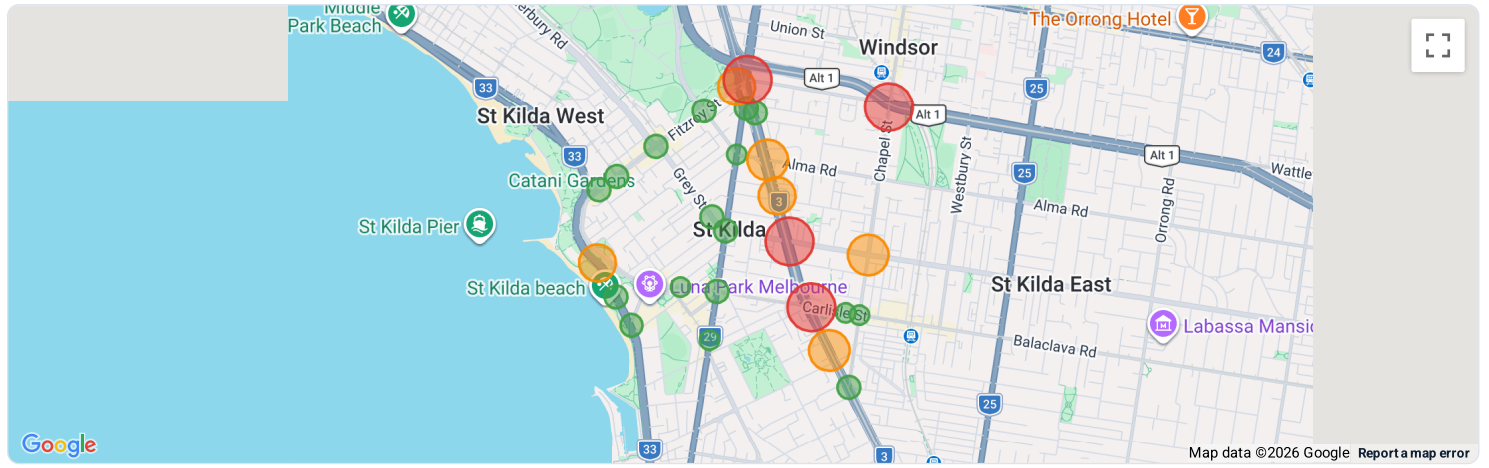 Middle
Park Beach
erbury Rd
Union St
Windsor
The Orrong Hotel
24
33
Alt 1
25
St Kilda West
Fitzroy St
Alt 1
33
Alt 1
Chapel St
Alma Rd
25
Wattle
Catani Gardens
Grey St
Westbury St
3
Alma Rd
Orrong Rd
St Kilda Pier
St Kilda
St Kilda beach
Luna Park Melbourne
St Kilda East
Carlisle St
29
Balaclava Rd
Labassa Mansio
25
33
3
Google
Map data ©2026 Google
Report a map error